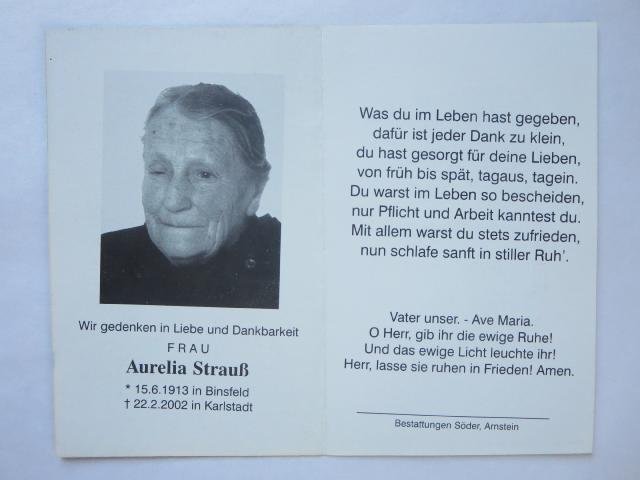 Wir gedenken in Liebe und Dankbarkeit
FRAU
Aurelia Strauß
* 15.6.1913 in Binsfeld
† 22.2.2002 in Karlstadt
Was du im Leben hast gegeben,
dafür ist jeder Dank zu klein,
du hast gesorgt für deine Lieben,
von früh bis spät, tagaus, tagein.
Du warst im Leben so bescheiden,
nur Pflicht und Arbeit kanntest du.
Mit allem warst du stets zufrieden,
nun schlafe sanft in stiller Ruh'.
Vater unser. - Ave Maria.
O Herr, gib ihr die ewige Ruhe!
Und das ewige Licht leuchte ihr!
Herr, lasse sie ruhen in Frieden! Amen.
Bestattungen Söder, Arnstein